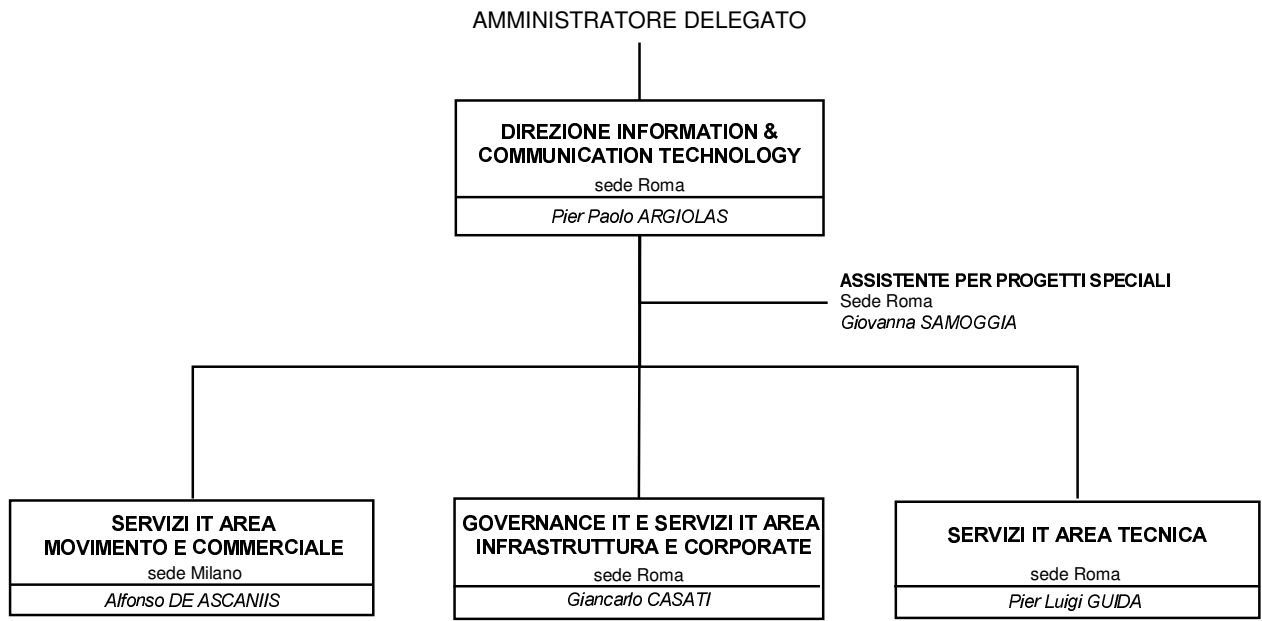 AMMINISTRATORE DELEGATO
DIREZIONE INFORMATION &
COMMUNICATION TECHNOLOGY
sede Roma
Pier Paolo ARGIOLAS
ASSISTENTE PER PROGETTI SPECIALI
Sede Roma
Giovanna SAMOGGIA
SERVIZI IT AREA
MOVIMENTO E COMMERCIALE
sede Milano
Alfonso DE ASCANIIS
GOVERNANCE IT E SERVIZI IT AREA
INFRASTRUTTURA E CORPORATE
sede Roma
Giancarlo CASATI
SERVIZI IT AREA TECNICA
sede Roma
Pier Luigi GUIDA